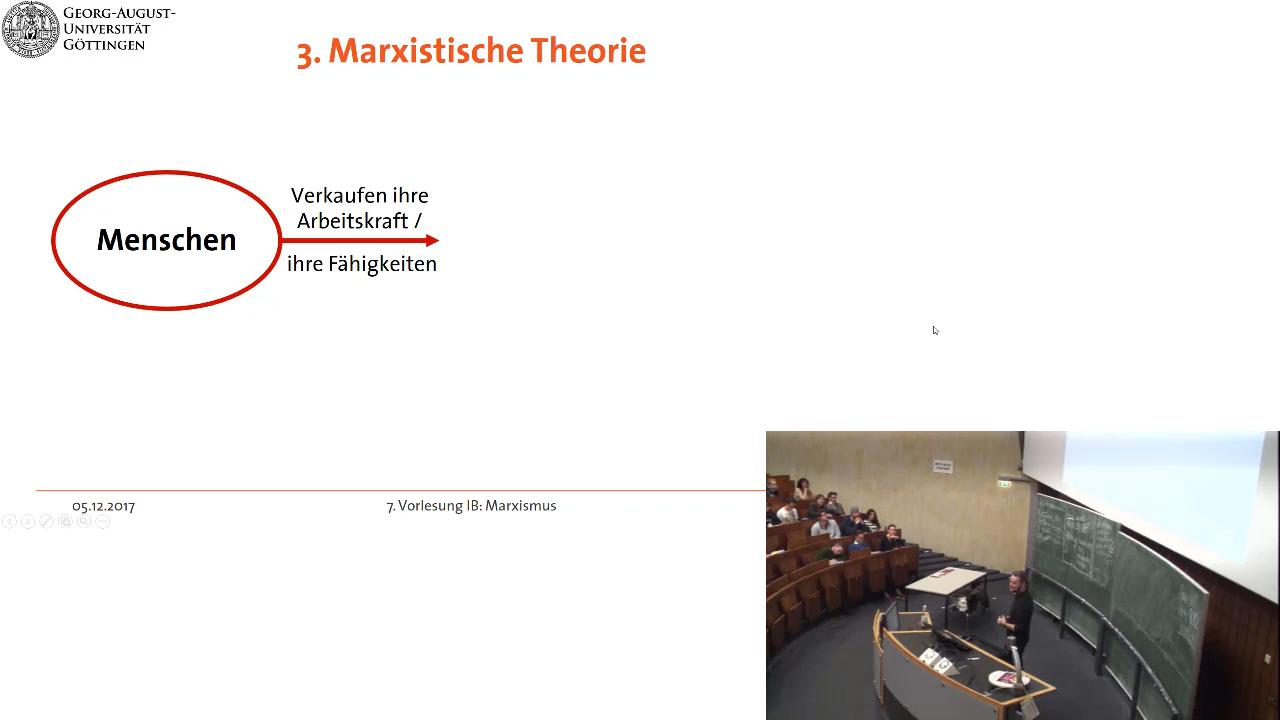 GEORG-AUGUST-
UNIVERSITÄT
GÖTTINGEN
3. Marxistische Theorie
Verkaufen ihre
Arbeitskraft /
Menschen
ihre Fähigkeiten
05.12.2017
7. Vorlesung IB: Marxismus